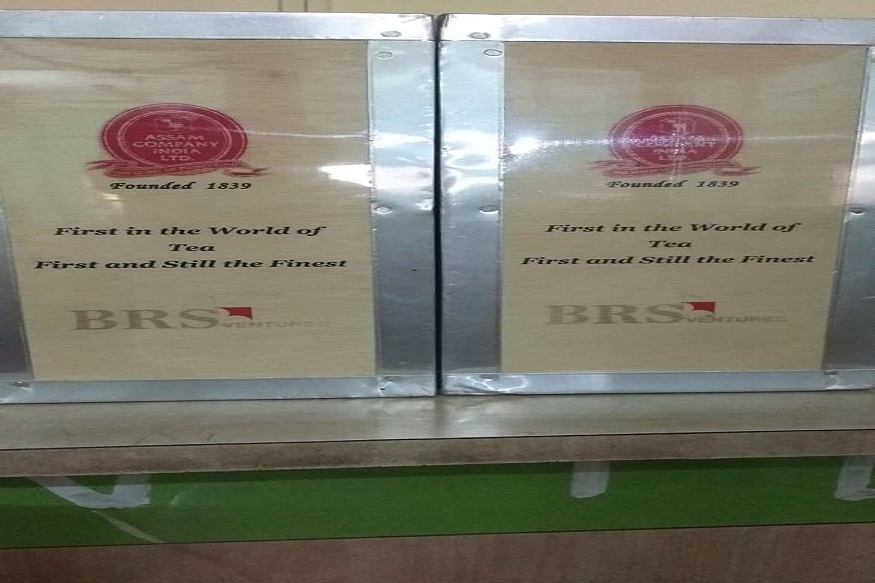 ASSAM
COMPANY
INDIA
LTD.
Founded 1839
First in the World of
Tea
First and Still the Finest
BRS VENTURES
COMPANY
Founded 1839
First in the World of
Tea
First and Still the Finest
BRS VENTURES